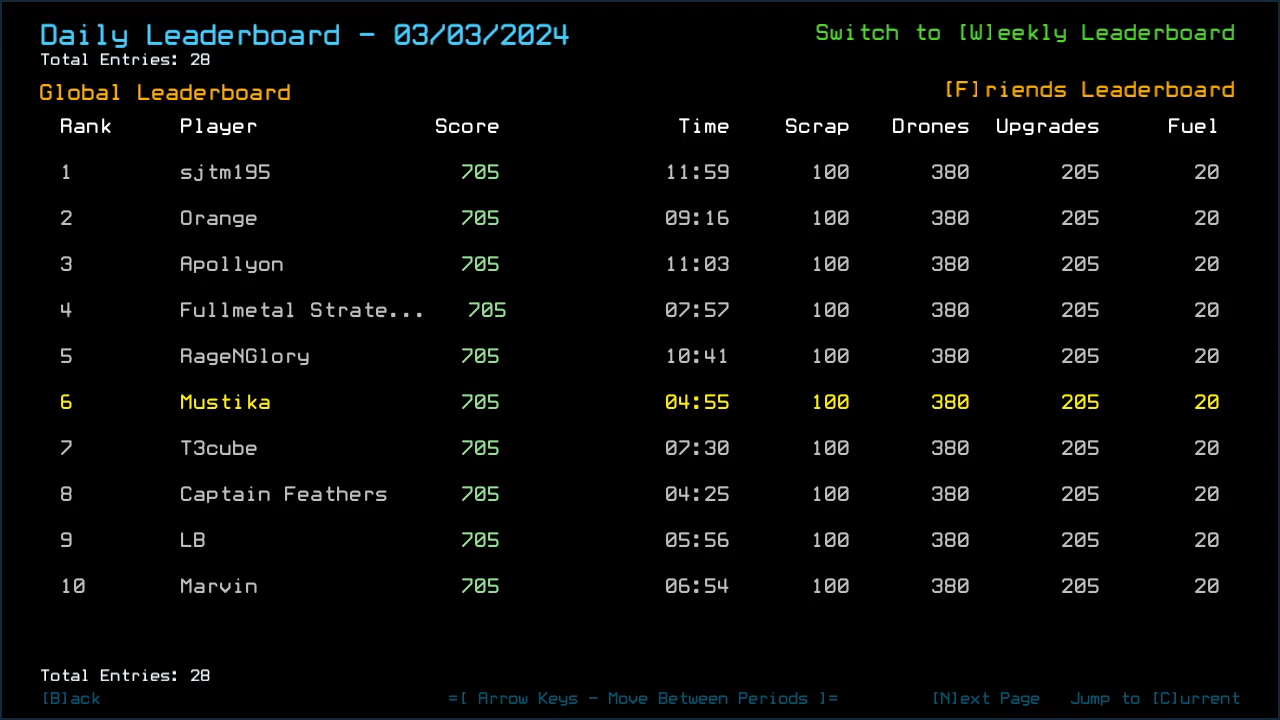 Daily Leaderboard - 03/03/2024 Switch to [W]eekly Leaderboard
Total Entries: 28
Global Leaderboard [F]riends Leaderboard
Rank Player Score Time Scrap Drones Upgrades Fuel
1 sjtm195 705 11:59 100 380 205 20
2 Orange 705 09:16 100 380 205 20
3 Apollyon 705 11:03 100 380 205 20
4 Fullmetal Strate... 705 07:57 100 380 205 20
5 RageNGlory 705 10:41 100 380 205 20
6 Mustika 705 04:55 100 380 205 20
7 T3cube 705 07:30 100 380 205 20
8 Captain Feathers 705 04:25 100 380 205 20
9 LB 705 05:56 100 380 205 20
10 Marvin 705 06:54 100 380 205 20
Total Entries: 28
[B]ack =[ Arrow Keys - Move Between Periods ]= [N]ext Page Jump to [C]urrent